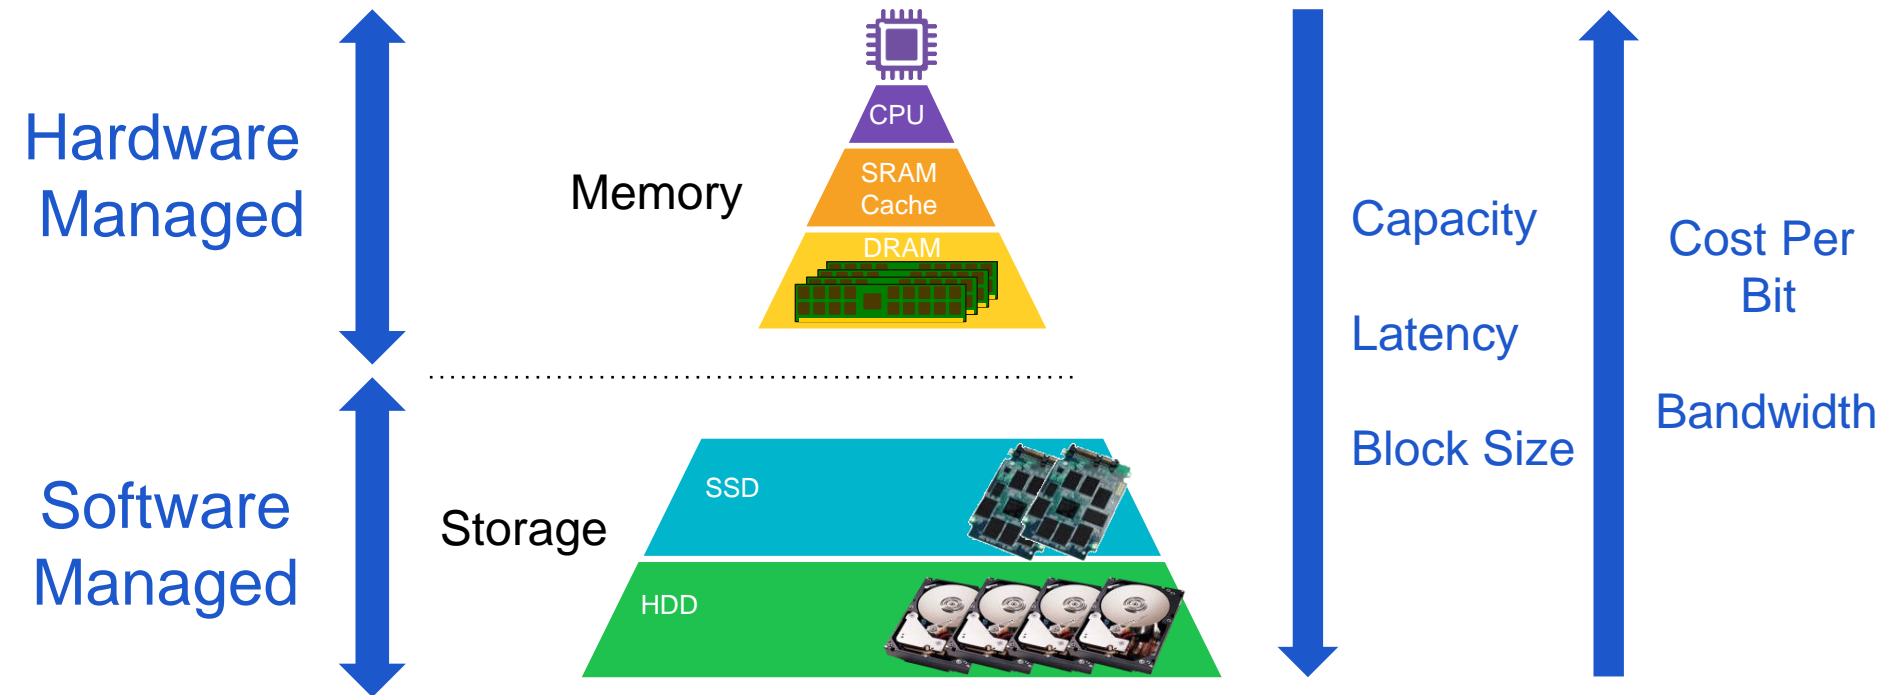 Hardware
Managed
Software
Managed
Memory
Storage
CPU
SRAM
Cache
DRAM
SSD
HDD
Capacity
Latency
Block Size
Cost Per
Bit
Bandwidth